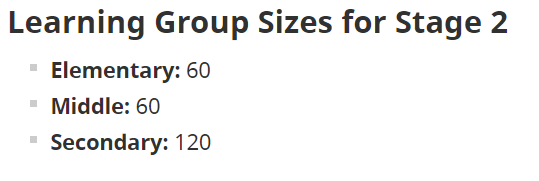 Learning Group Sizes for Stage 2
Elementary: 60
Middle: 60
Secondary: 120